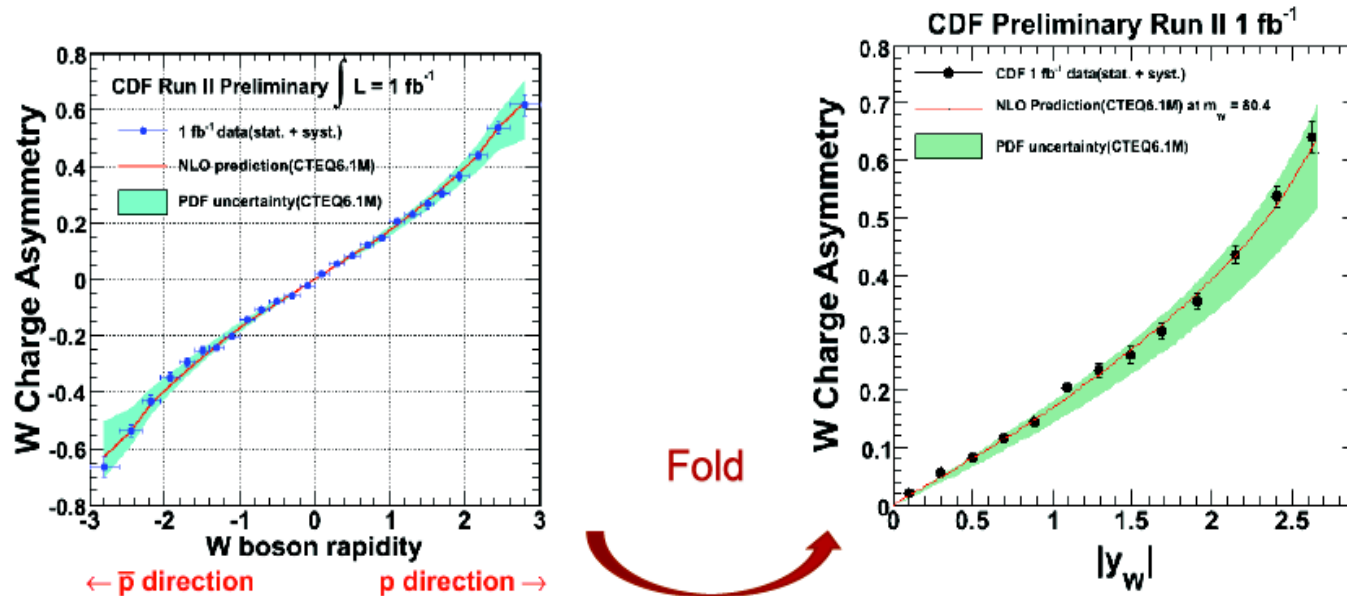 CDF Run II Preliminary ∫ L = 1 fb⁻¹
1 fb⁻¹ data(stat. + syst.)
NLO prediction(CTEQ6.1M)
PDF uncertainty(CTEQ6.1M)
W Charge Asymmetry
0.8
0.6
0.4
0.2
0
-0.2
-0.4
-0.6
-0.8
-3 -2 -1 0 1 2 3
W boson rapidity
← p̅ direction p direction →
Fold
CDF Preliminary Run II 1 fb⁻¹
CDF 1 fb⁻¹ data(stat. + syst.)
NLO Prediction(CTEQ6.1M) at m_w = 80.4
PDF uncertainty(CTEQ6.1M)
W Charge Asymmetry
0.8
0.7
0.6
0.5
0.4
0.3
0.2
0.1
0
0 0.5 1 1.5 2 2.5
|y_w|